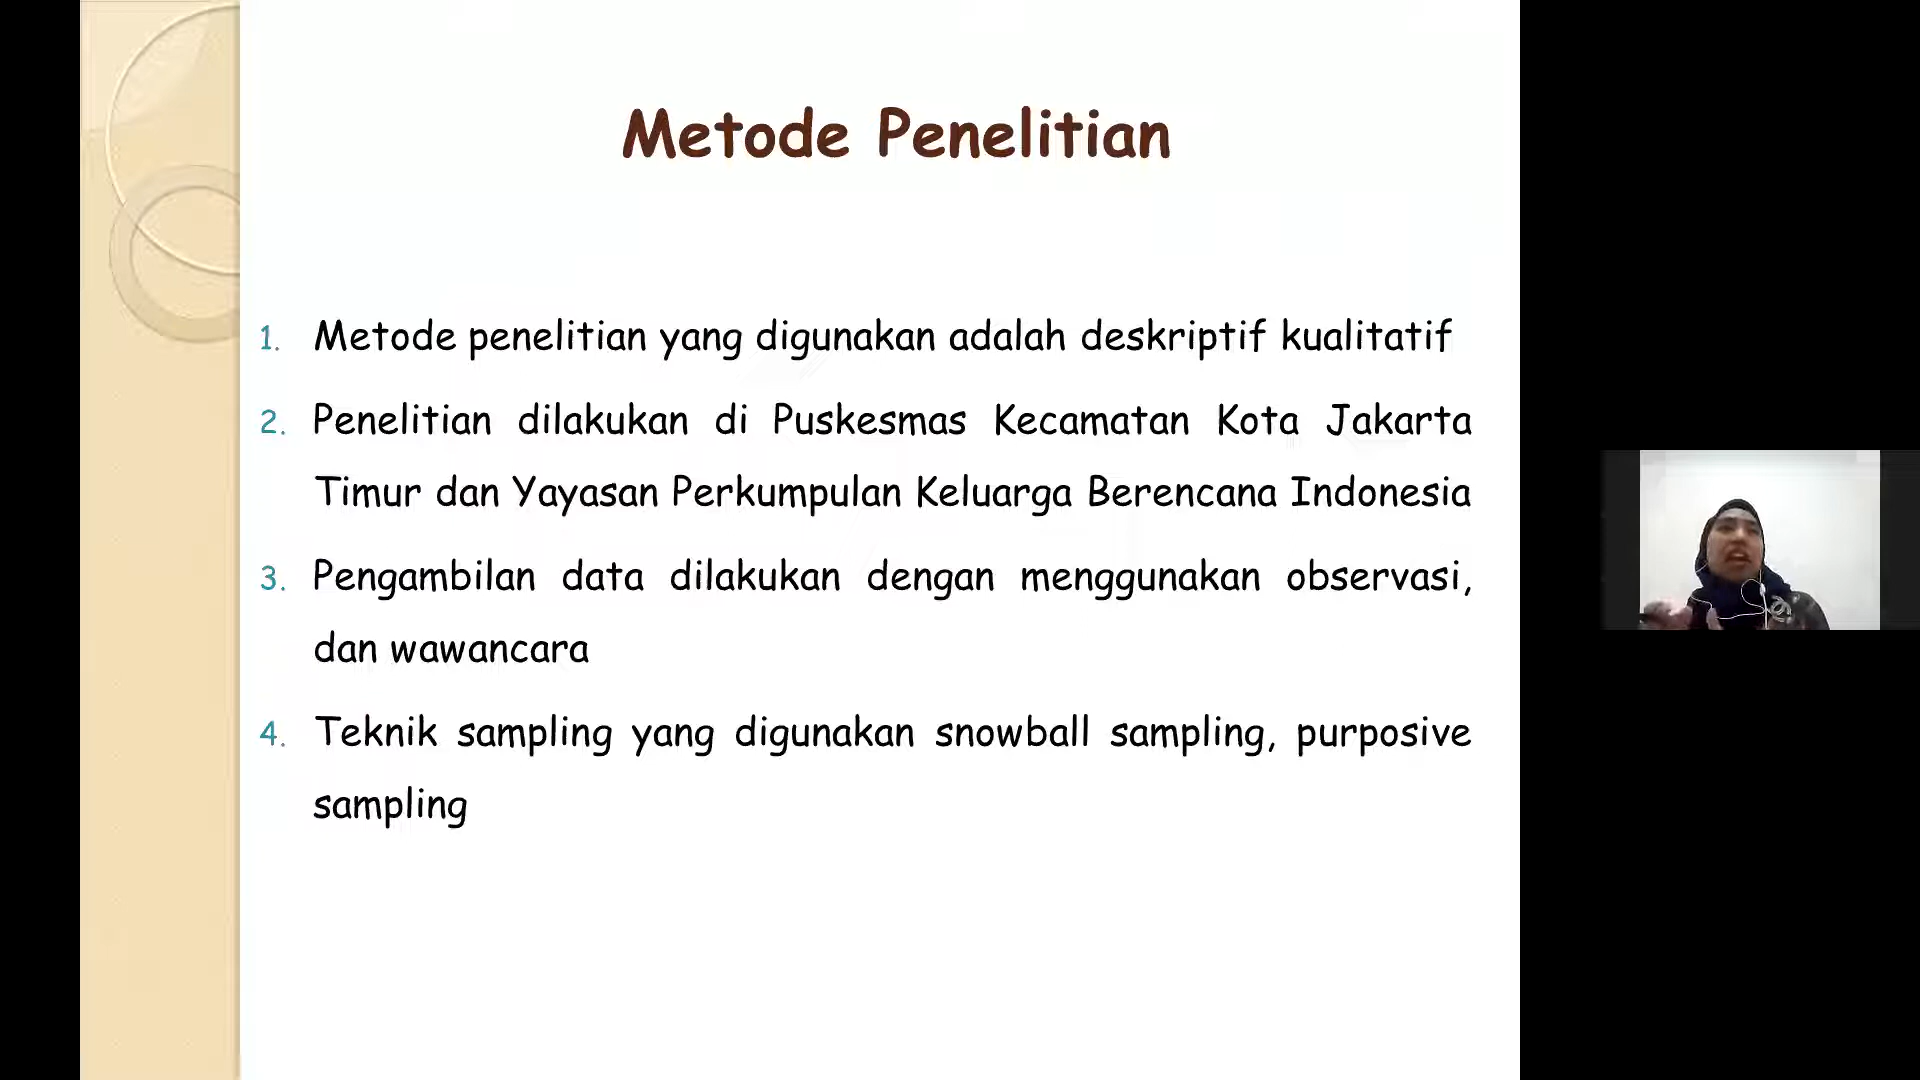 Metode Penelitian
1. Metode penelitian yang digunakan adalah deskriptif kualitatif
2. Penelitian dilakukan di Puskesmas Kecamatan Kota Jakarta
Timur dan Yayasan Perkumpulan Keluarga Berencana Indonesia
3. Pengambilan data dilakukan dengan menggunakan observasi,
dan wawancara
4. Teknik sampling yang digunakan snowball sampling, purposive
sampling